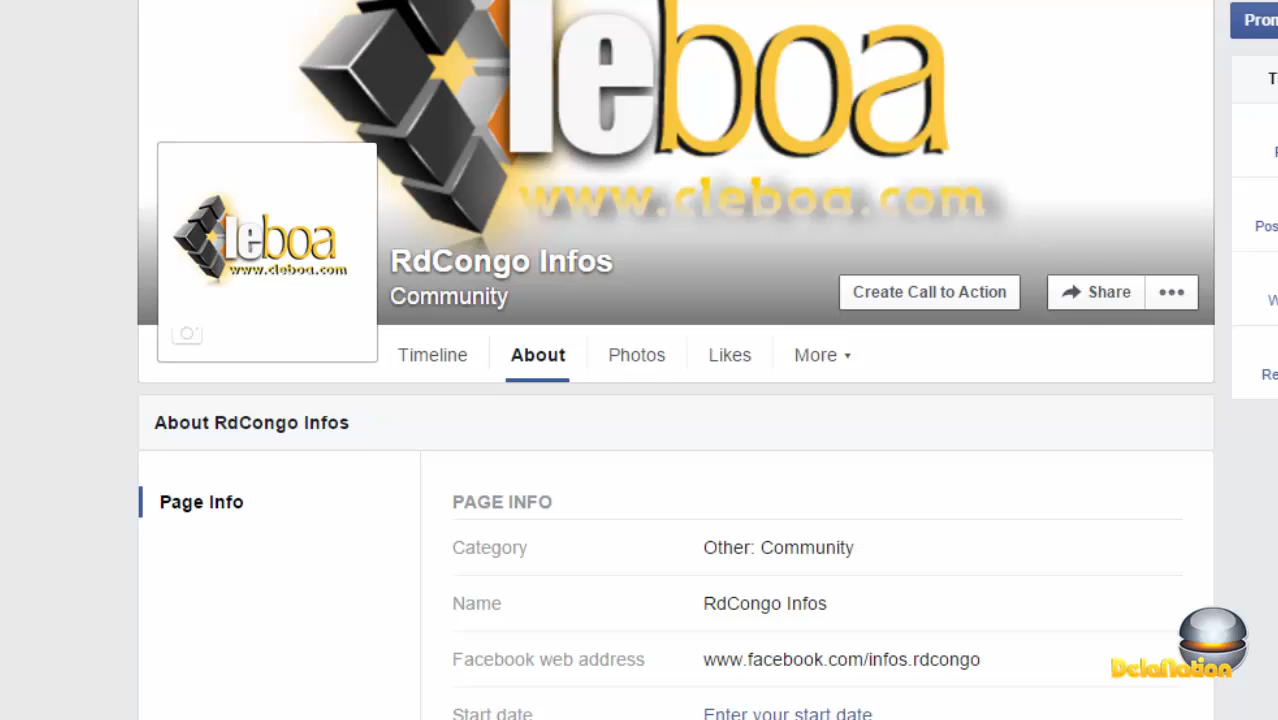 leboa
www.cleboa.com
Prom
leboa
www.cleboa.com
RdCongo Infos
Community
Create Call to Action
Share
Timeline
About
Photos
Likes
More
Pos
Re
About RdCongo Infos
Page Info
PAGE INFO
Category
Other: Community
Name
RdCongo Infos
Facebook web address
www.facebook.com/infos.rdcongo
Start date
Enter your start date
DelaNation